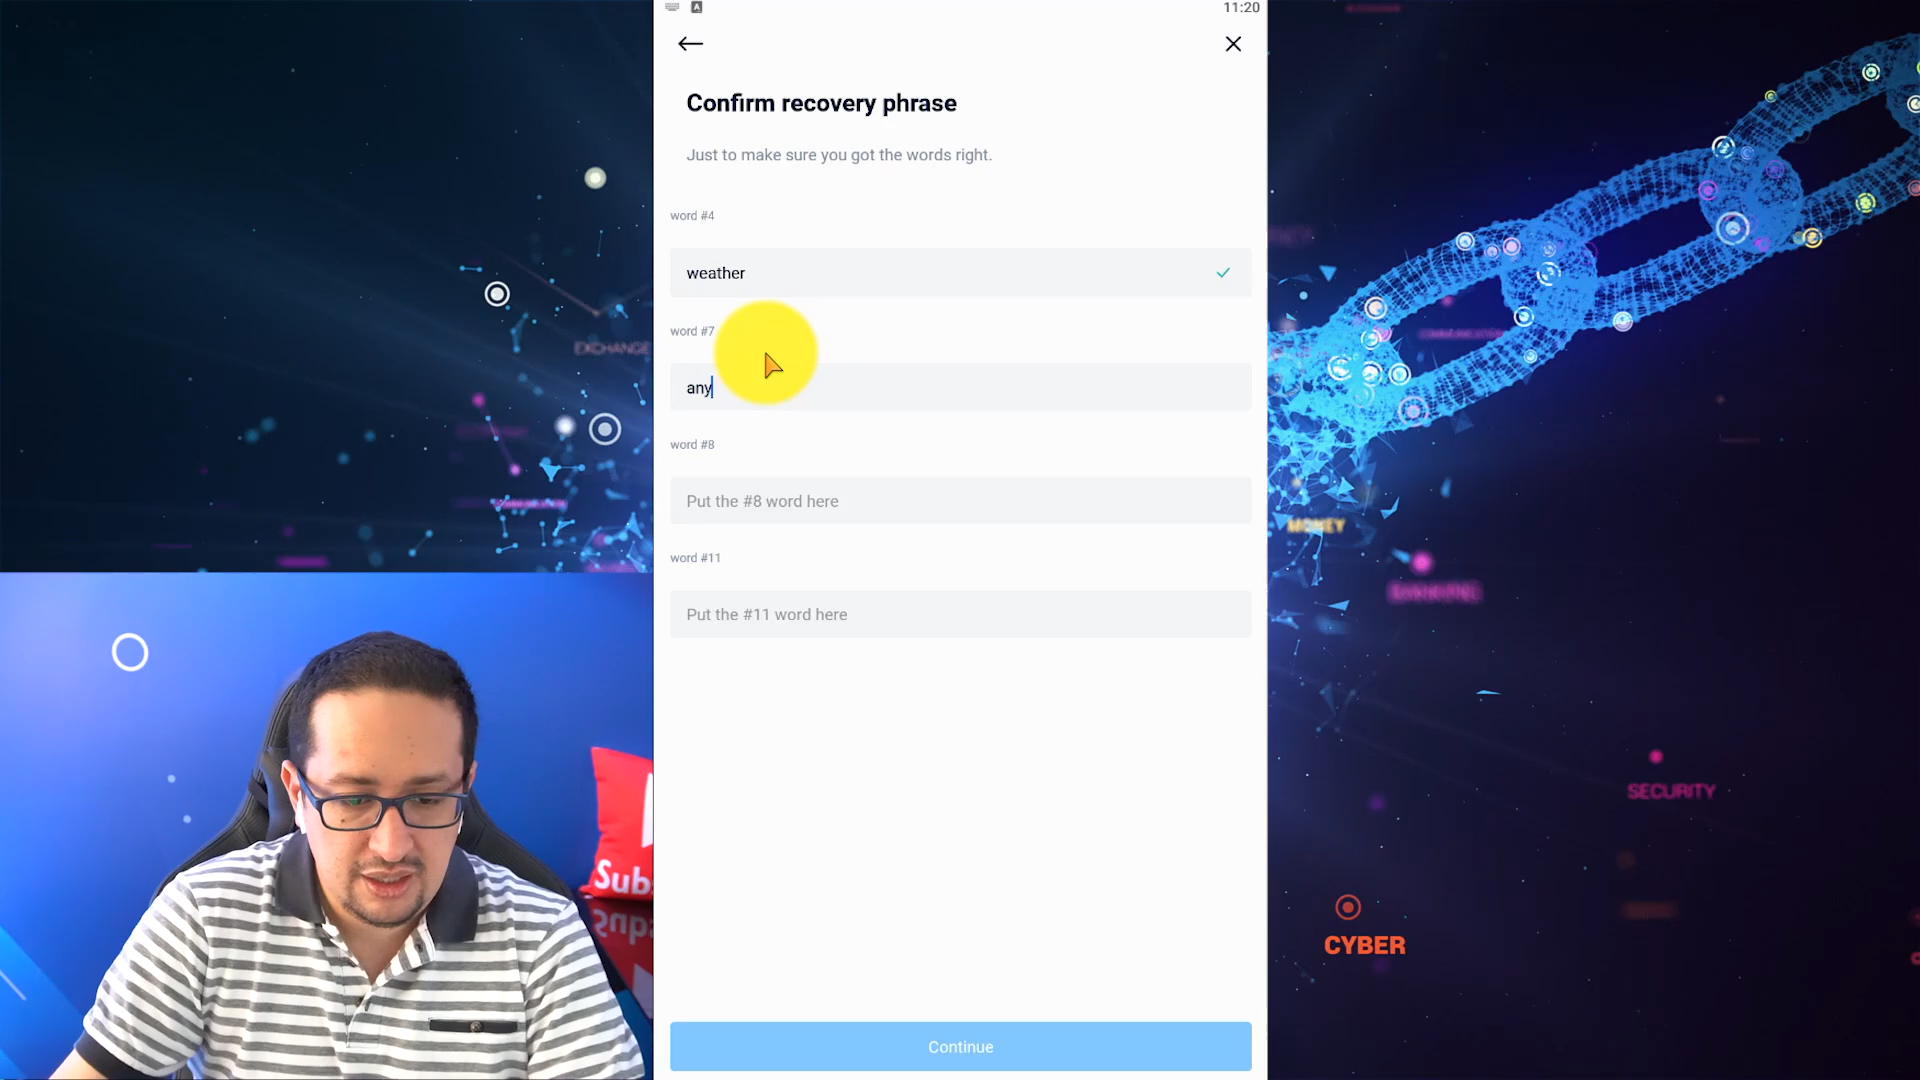 11:20
Confirm recovery phrase
Just to make sure you got the words right.
word #4
weather
word #7
any
word #8
Put the #8 word here
word #11
Put the #11 word here
Continue
EXCHANGE
MONEY
BANKING
SECURITY
CYBER
Subs